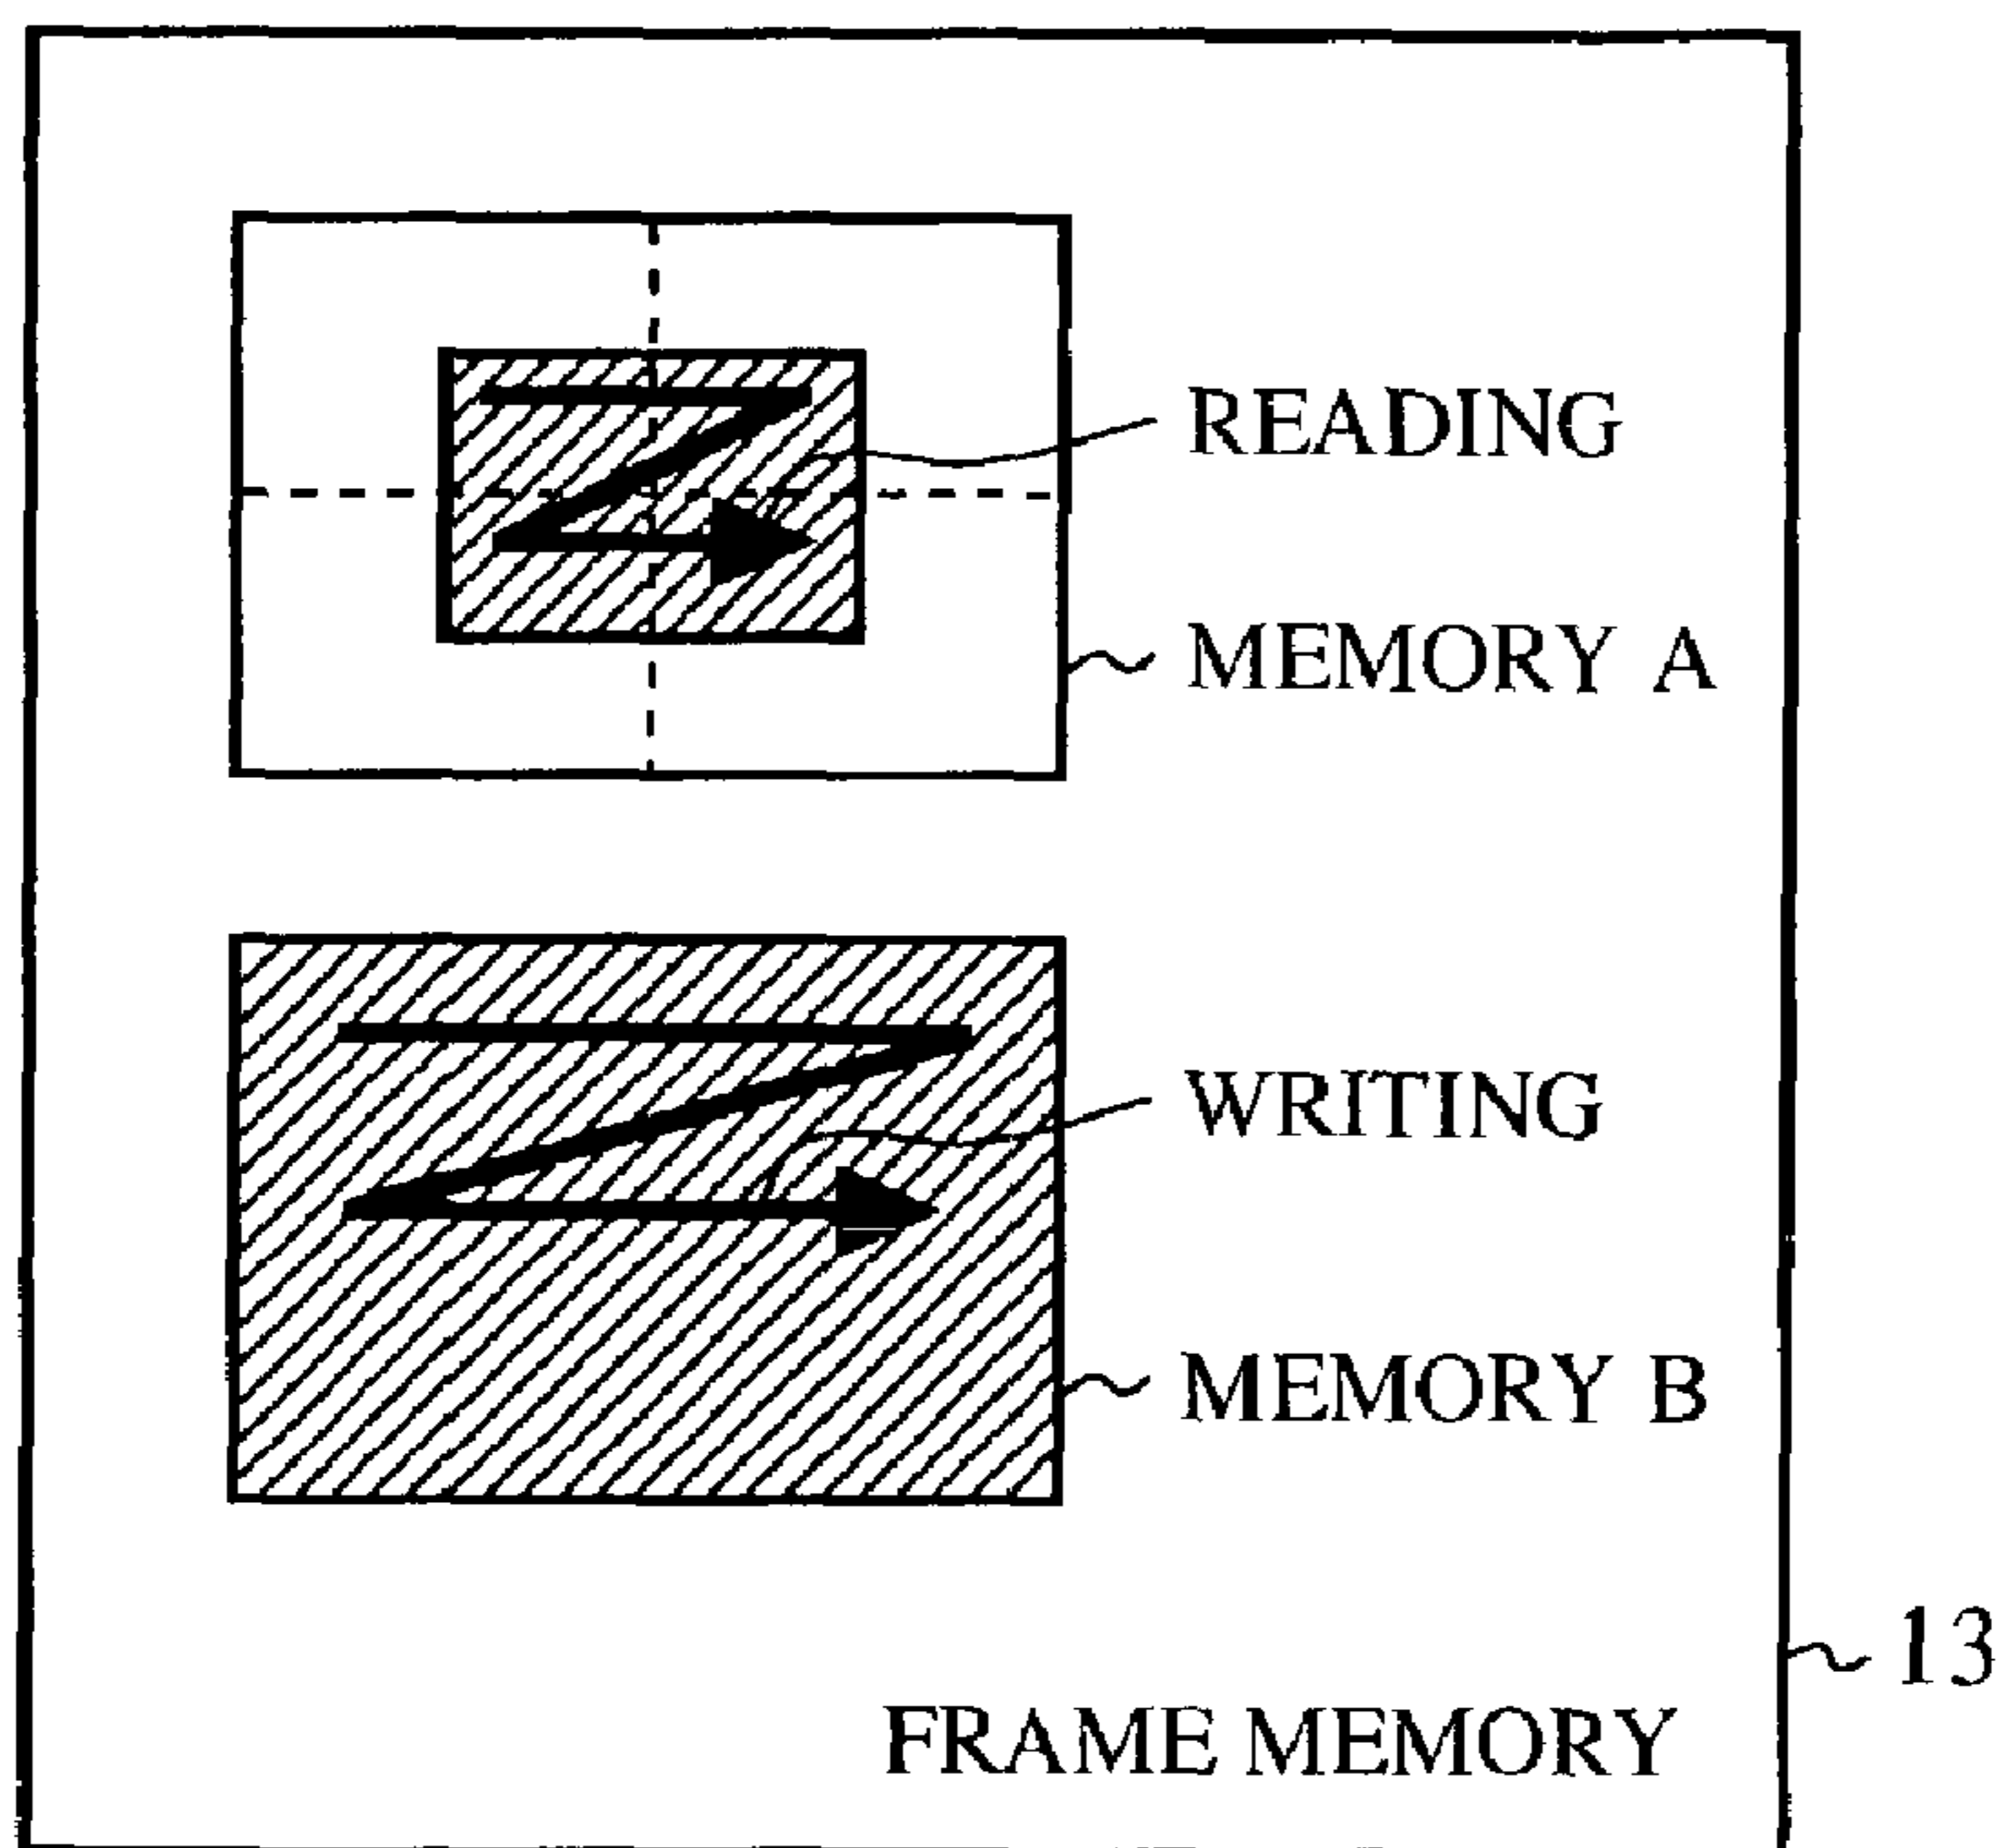 READING
MEMORY A
WRITING
MEMORY B
13
FRAME MEMORY